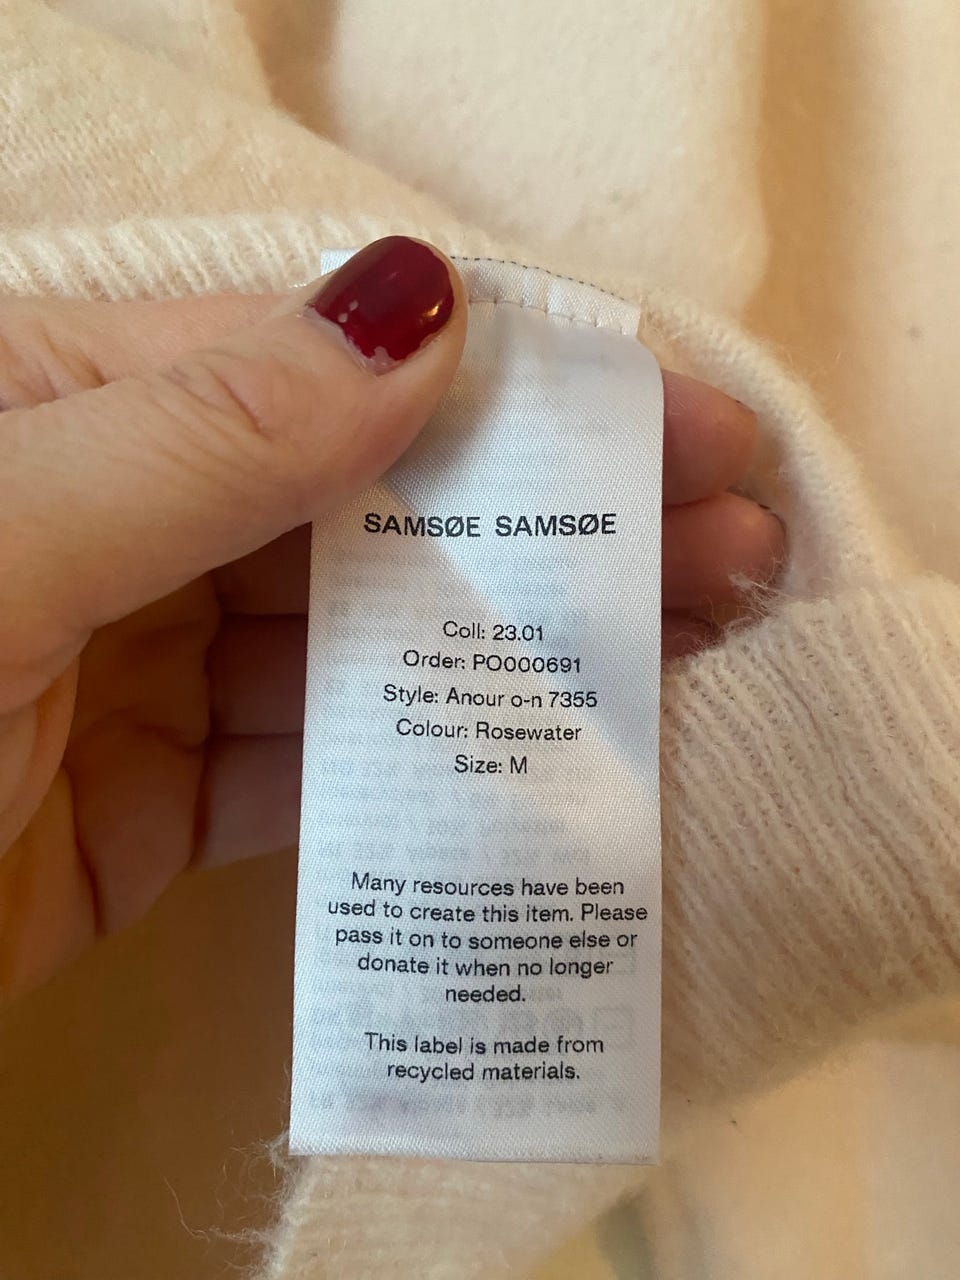 SAMSØE SAMSØE
Coll: 23.01
Order: PO000691
Style: Anour o-n 7355
Colour: Rosewater
Size: M
Many resources have been
used to create this item. Please
pass it on to someone else or
donate it when no longer
needed.
This label is made from
recycled materials.